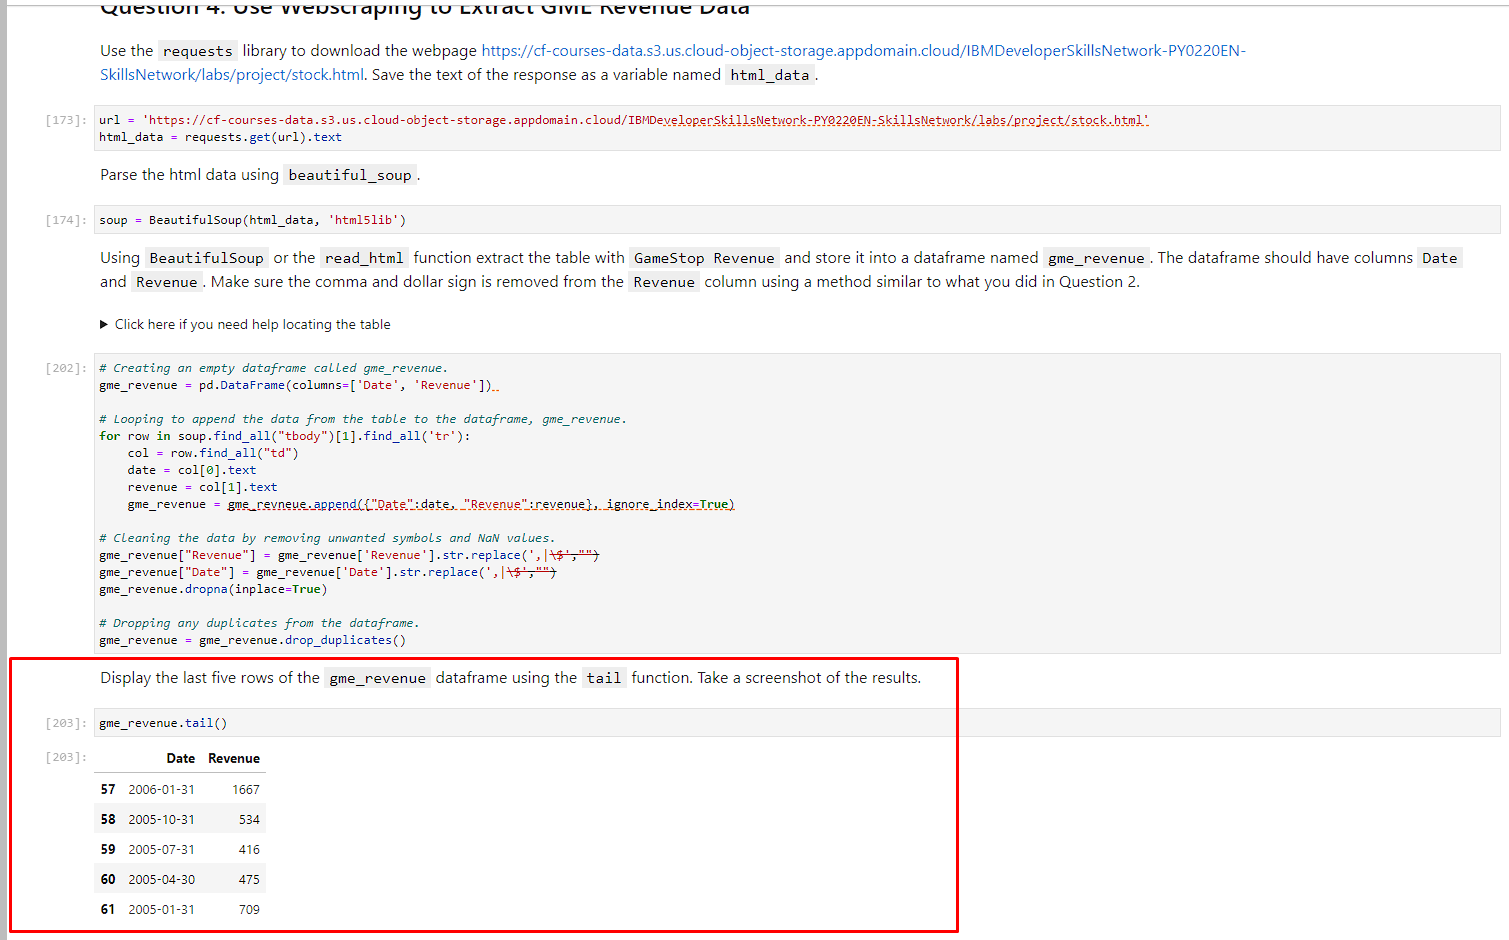 Question 4: Use Webscraping to Extract GME Revenue Data
Use the requests library to download the webpage https://cf-courses-data.s3.us.cloud-object-storage.appdomain.cloud/IBMDeveloperSkillsNetwork-PY0220EN-
SkillsNetwork/labs/project/stock.html. Save the text of the response as a variable named html_data.
[173]: url = 'https://cf-courses-data.s3.us.cloud-object-storage.appdomain.cloud/IBMDeveloperSkillsNetwork-PY0220EN-SkillsNetwork/labs/project/stock.html'
html_data = requests.get(url).text
Parse the html data using beautiful_soup.
[174]: soup = BeautifulSoup(html_data, 'html5lib')
Using BeautifulSoup or the read_html function extract the table with GameStop Revenue and store it into a dataframe named gme_revenue. The dataframe should have columns Date
and Revenue. Make sure the comma and dollar sign is removed from the Revenue column using a method similar to what you did in Question 2.
▶ Click here if you need help locating the table
[202]: # Creating an empty dataframe called gme_revenue.
gme_revenue = pd.DataFrame(columns=['Date', 'Revenue'])
# Looping to append the data from the table to the dataframe, gme_revenue.
for row in soup.find_all("tbody")[1].find_all('tr'):
    col = row.find_all("td")
    date = col[0].text
    revenue = col[1].text
    gme_revenue = gme_revneue.append({"Date":date, "Revenue":revenue}, ignore_index=True)
# Cleaning the data by removing unwanted symbols and NaN values.
gme_revenue["Revenue"] = gme_revenue['Revenue'].str.replace(',|\$',"")
gme_revenue["Date"] = gme_revenue['Date'].str.replace(',|\$',"")
gme_revenue.dropna(inplace=True)
# Dropping any duplicates from the dataframe.
gme_revenue = gme_revenue.drop_duplicates()
Display the last five rows of the gme_revenue dataframe using the tail function. Take a screenshot of the results.
[203]: gme_revenue.tail()
[203]: Date Revenue
57 2006-01-31 1667
58 2005-10-31 534
59 2005-07-31 416
60 2005-04-30 475
61 2005-01-31 709